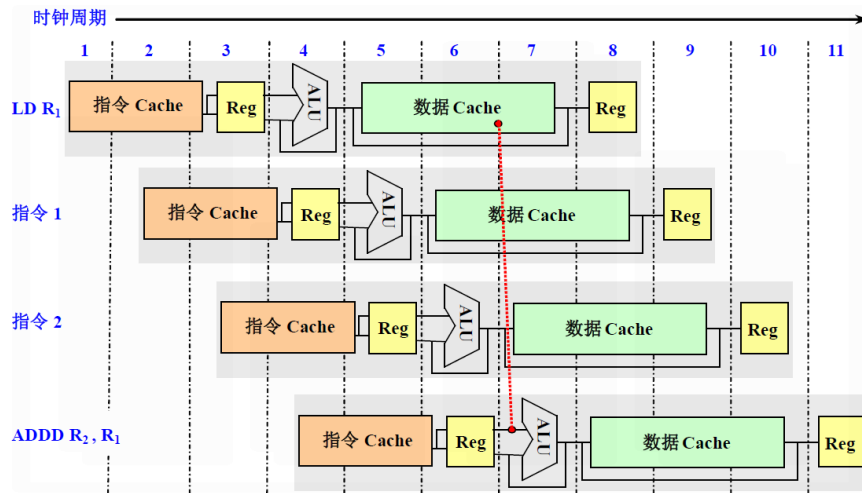 时钟周期
1 2 3 4 5 6 7 8 9 10 11
LD R₁ 指令 Cache Reg ALU 数据 Cache Reg
指令 1 指令 Cache Reg ALU 数据 Cache Reg
指令 2 指令 Cache Reg ALU 数据 Cache Reg
ADDD R₂ , R₁ 指令 Cache Reg ALU 数据 Cache Reg